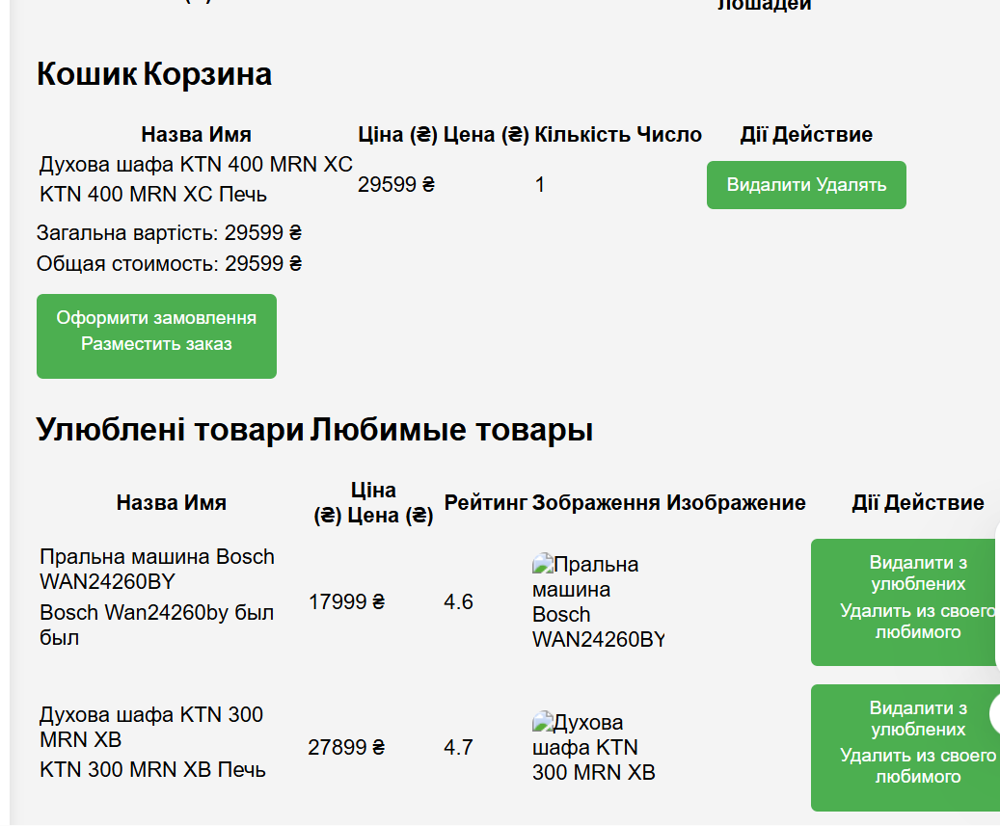 лошадей
Кошик Корзина
Назва Имя Ціна (₴) Цена (₴) Кількість Число Дії Действие
Духова шафа KTN 400 MRN XC
KTN 400 MRN XC Печь
29599 ₴
1
Видалити Удалять
Загальна вартість: 29599 ₴
Общая стоимость: 29599 ₴
Оформити замовлення
Разместить заказ
Улюблені товари Любимые товары
Назва Имя
Ціна
(₴) Цена (₴)
Рейтинг Зображення Изображение
Дії Действие
Пральна машина Bosch
WAN24260BY
Bosch Wan24260by был
был
17999 ₴
4.6
Пральна
машина
Bosch
WAN24260BY
Видалити з
улюблених
Удалить из своего
любимого
Духова шафа KTN 300
MRN XB
KTN 300 MRN XB Печь
27899 ₴
4.7
Духова
шафа KTN
300 MRN XB
Видалити з
улюблених
Удалить из своего
любимого